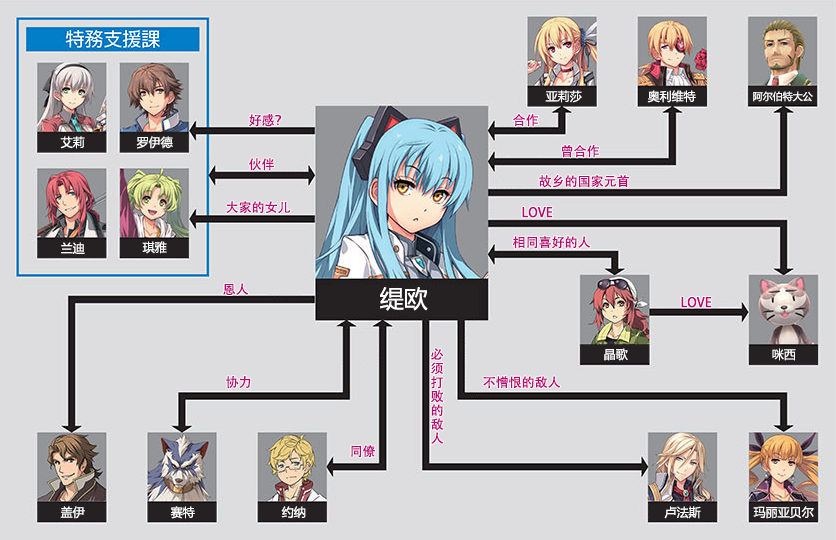 特務支援課
艾莉
罗伊德
兰迪
琪雅
亚莉莎
奥利维特
阿尔伯特大公
好感?
伙伴
大家的女儿
合作
曾合作
故乡的国家元首
LOVE
相同喜好的人
缇欧
晶歌
LOVE
咪西
恩人
协力
同僚
必须打败的敌人
不憎恨的敌人
盖伊
赛特
约纳
卢法斯
玛丽亚贝尔